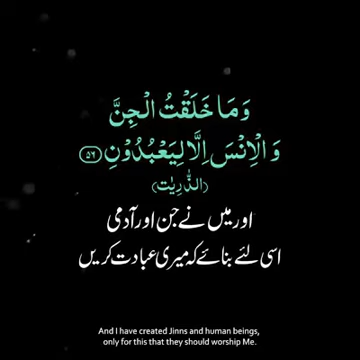 وَمَا خَلَقْتُ الْجِنَّ
وَالْاِنْسَ اِلَّا لِيَعْبُدُوْنِ ﴿۵۶﴾
(الذّٰرِيٰت)
اور میں نے جن اور آدمی
اسی لئے بنائے کہ میری عبادت کریں
And I have created Jinns and human beings,
only for this that they should worship Me.